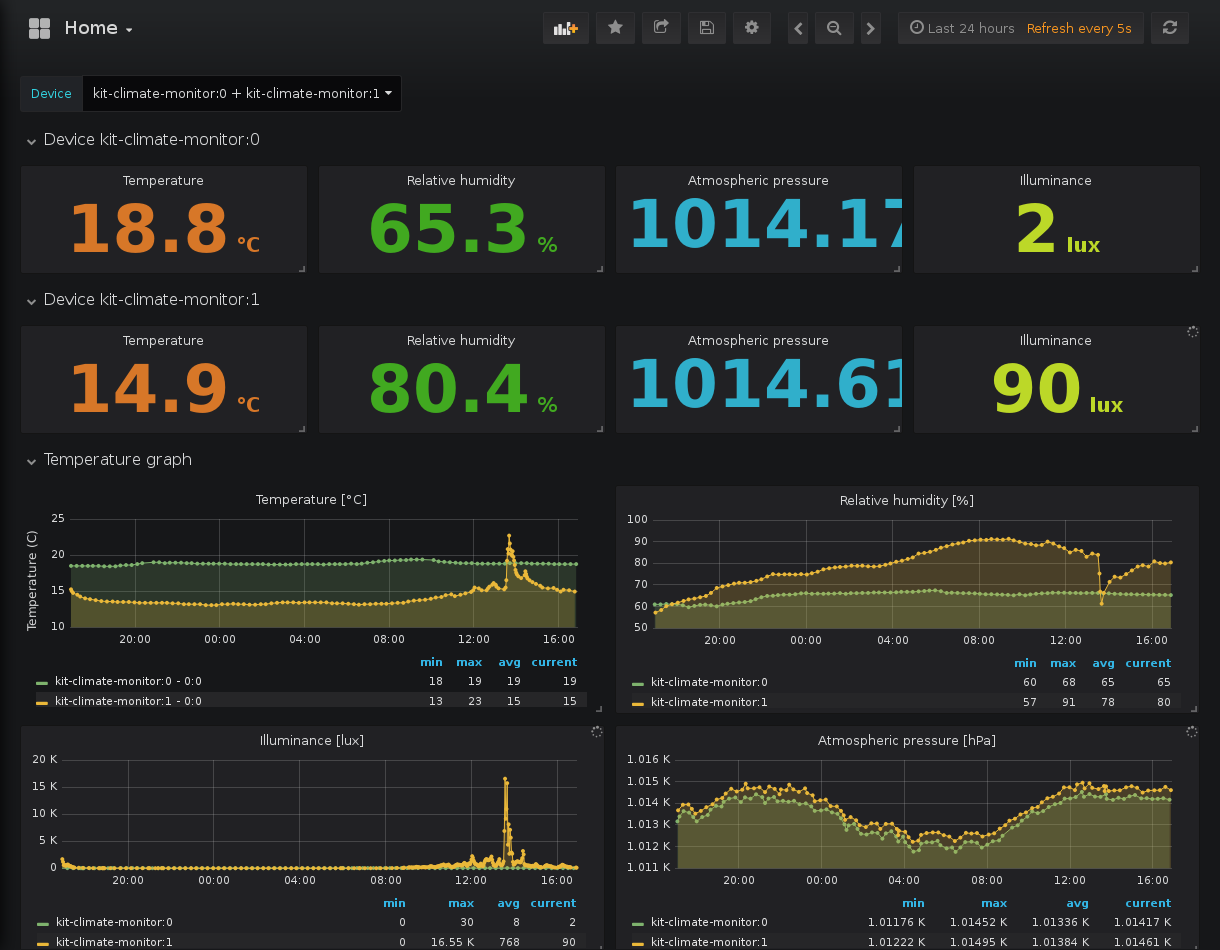 Home
Last 24 hours Refresh every 5s
Device kit-climate-monitor:0 + kit-climate-monitor:1
Device kit-climate-monitor:0
Temperature Relative humidity Atmospheric pressure Illuminance
18.8 °C 65.3 % 1014.17 2 lux
Device kit-climate-monitor:1
Temperature Relative humidity Atmospheric pressure Illuminance
14.9 °C 80.4 % 1014.61 90 lux
Temperature graph
Temperature [°C]
Temperature (C)
25
20
15
10
20:00 00:00 04:00 08:00 12:00 16:00
min max avg current
kit-climate-monitor:0 - 0:0 18 19 19 19
kit-climate-monitor:1 - 0:0 13 23 15 15
Relative humidity [%]
100
90
80
70
60
50
20:00 00:00 04:00 08:00 12:00 16:00
min max avg current
kit-climate-monitor:0 60 68 65 65
kit-climate-monitor:1 57 91 78 80
Illuminance [lux]
20 K
15 K
10 K
5 K
0
20:00 00:00 04:00 08:00 12:00 16:00
min max avg current
kit-climate-monitor:0 0 30 8 2
kit-climate-monitor:1 0 16.55 K 768 90
Atmospheric pressure [hPa]
1.016 K
1.015 K
1.014 K
1.013 K
1.012 K
1.011 K
20:00 00:00 04:00 08:00 12:00 16:00
min max avg current
kit-climate-monitor:0 1.01176 K 1.01452 K 1.01336 K 1.01417 K
kit-climate-monitor:1 1.01222 K 1.01495 K 1.01384 K 1.01461 K